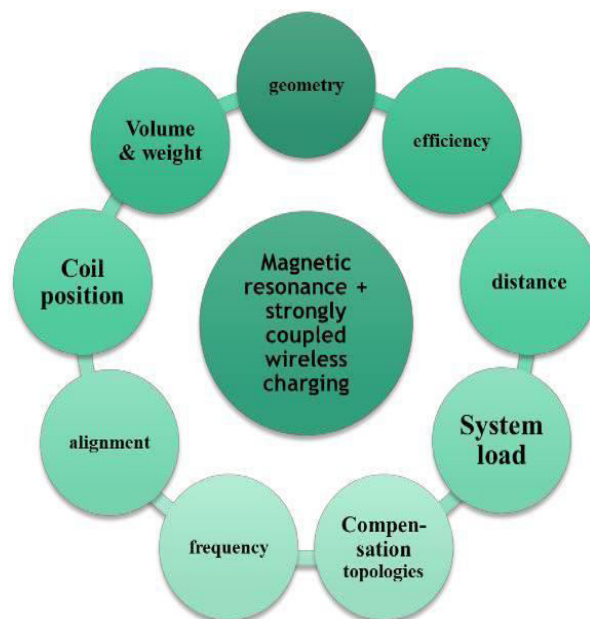 geometry
efficiency
distance
System
load
Compen-
sation
topologies
frequency
alignment
Coil
position
Volume
& weight
Magnetic
resonance +
strongly
coupled
wireless
charging